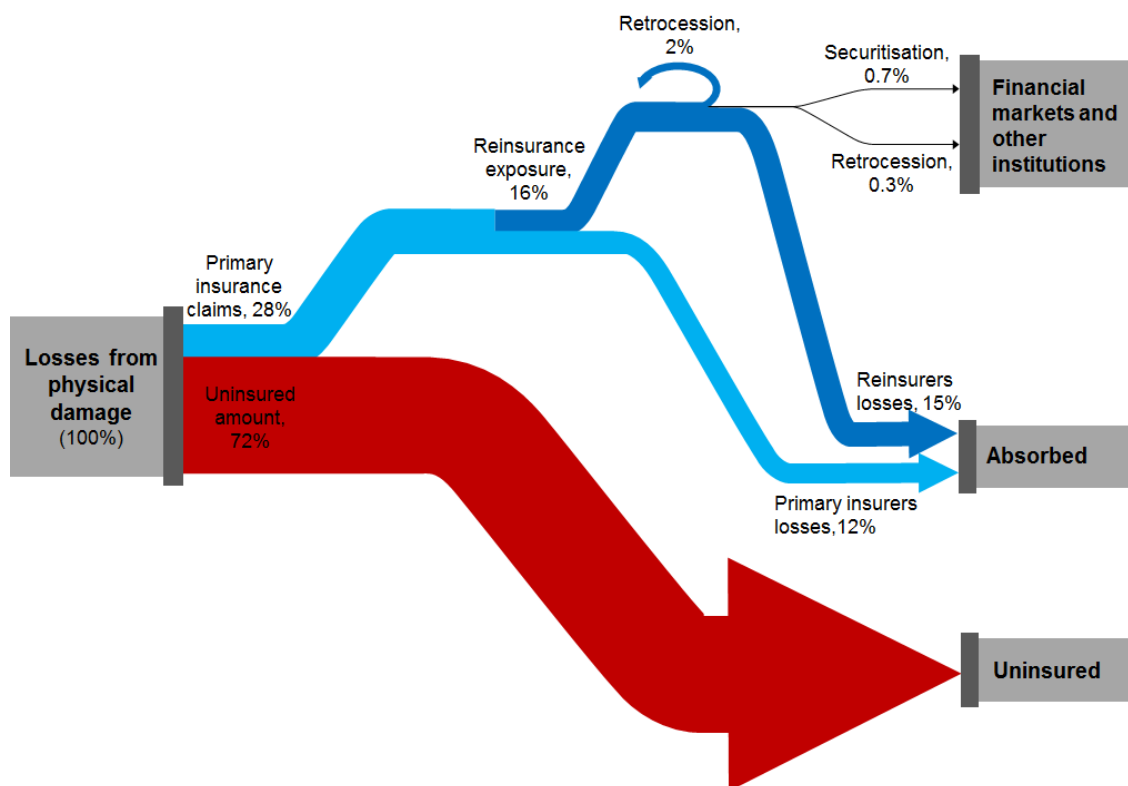 Retrocession,
2%
Securitisation,
0.7%
Financial
markets and
other
institutions
Retrocession,
0.3%
Reinsurance
exposure,
16%
Primary
insurance
claims, 28%
Losses from
physical
damage
(100%)
Uninsured
amount,
72%
Reinsurers
losses, 15%
Absorbed
Primary insurers
losses,12%
Uninsured